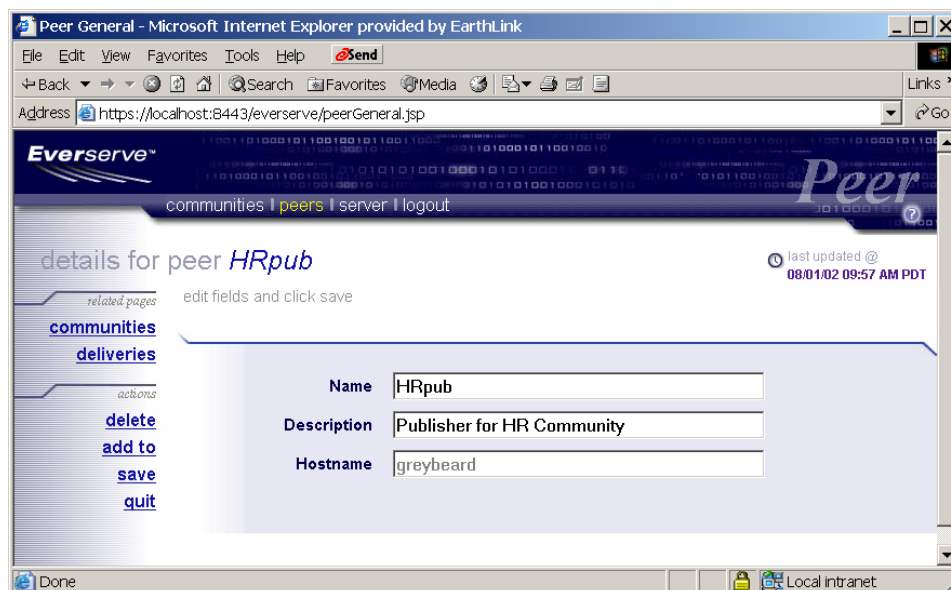 Peer General - Microsoft Internet Explorer provided by EarthLink
File Edit View Favorites Tools Help Send
Back Search Favorites Media Links
Address https://localhost:8443/everserve/peerGeneral.jsp Go
Everserve™
Peer
communities | peers | server | logout
details for peer HRpub
last updated @
08/01/02 09:57 AM PDT
related pages
edit fields and click save
communities
deliveries
actions
delete
add to
save
quit
Name HRpub
Description Publisher for HR Community
Hostname greybeard
Done Local intranet